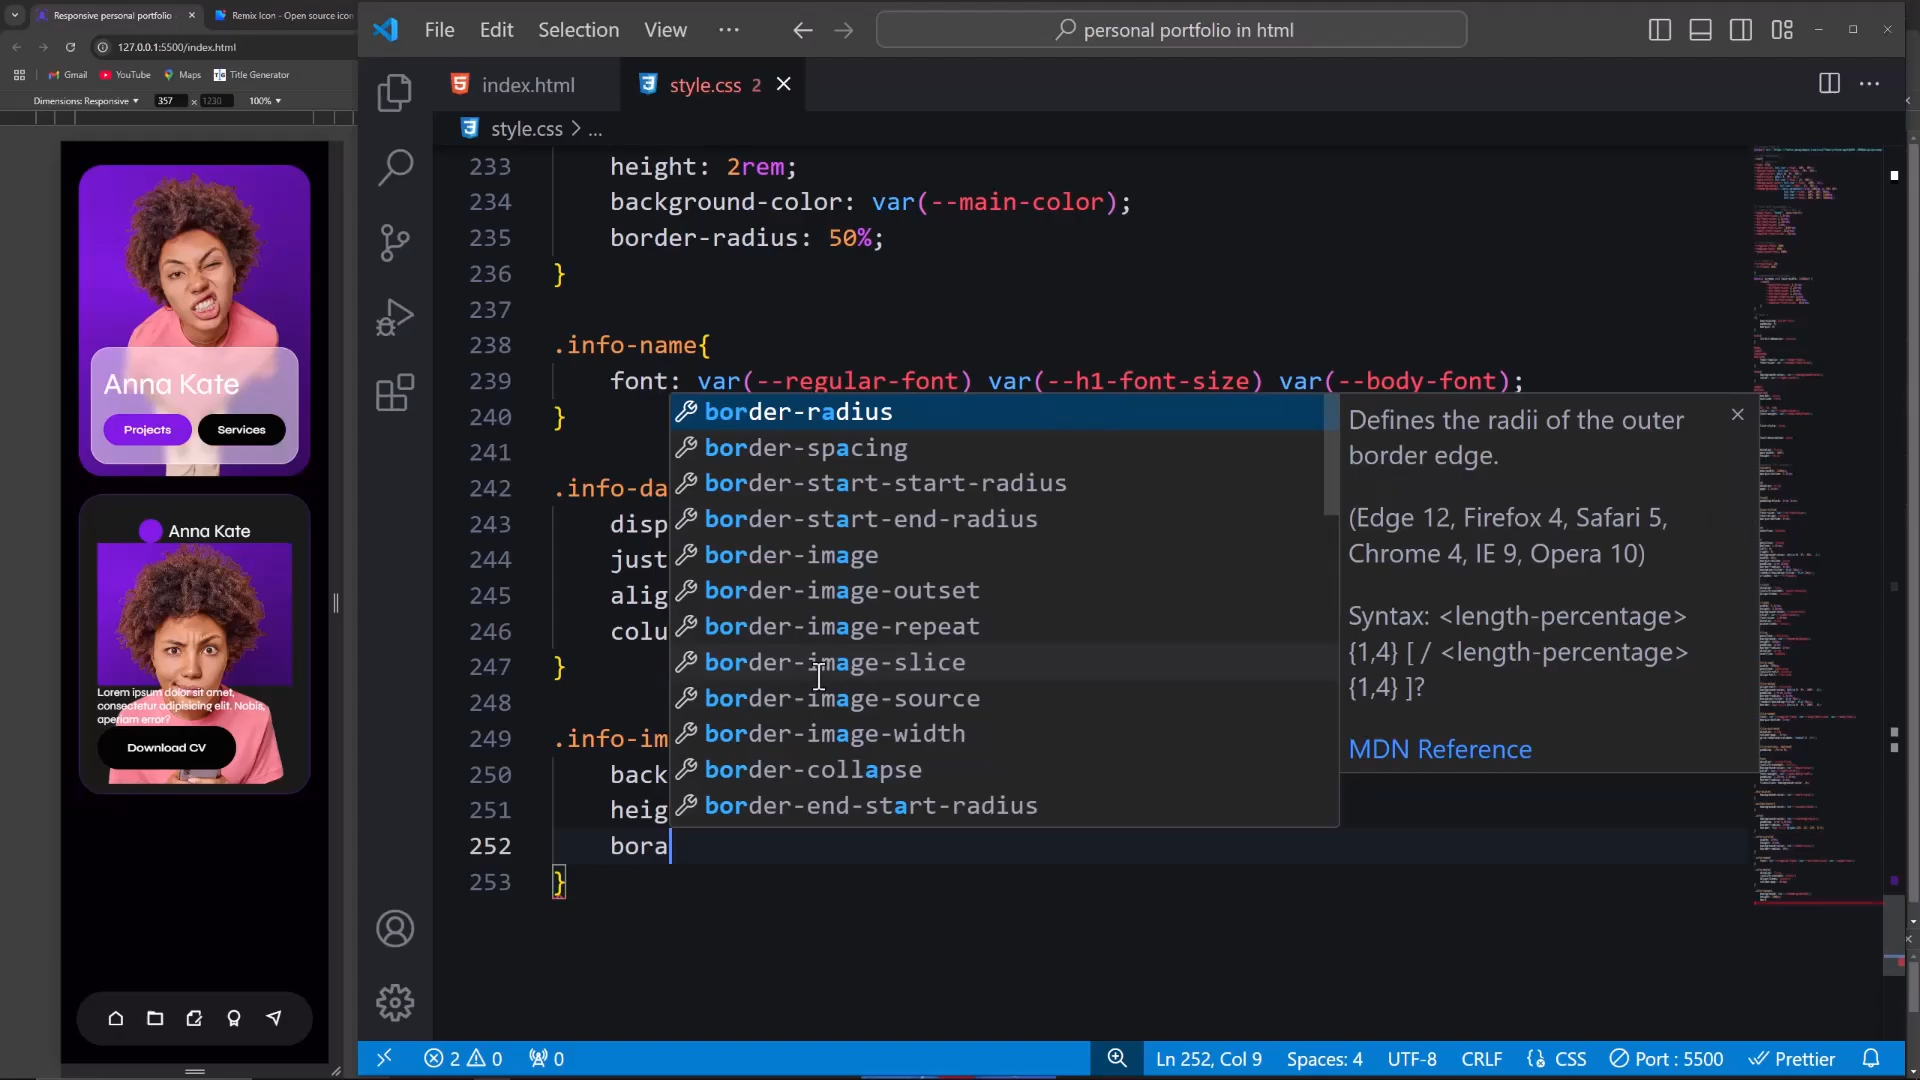 Responsive personal portfolio
Remix Icon - Open source icon
127.0.0.1:5500/index.html
Gmail
YouTube
Maps
Title Generator
Dimensions: Responsive
357
x
1230
100%
Anna Kate
Projects
Services
Anna Kate
Lorem ipsum dolor sit amet,
consectetur adipisicing elit. Nobis,
aperiam error?
Download CV
File Edit Selection View ...
personal portfolio in html
index.html
style.css 2
style.css > ...
233 height: 2rem;
234 background-color: var(--main-color);
235 border-radius: 50%;
236 }
237
238 .info-name{
239 font: var(--regular-font) var(--h1-font-size) var(--body-font);
240 }
241
242 .info-da
243 disp
244 just
245 alig
246 colu
247 }
248
249 .info-im
250 back
251 heig
252 bora
253 }
border-radius
border-spacing
border-start-start-radius
border-start-end-radius
border-image
border-image-outset
border-image-repeat
border-image-slice
border-image-source
border-image-width
border-collapse
border-end-start-radius
Defines the radii of the outer
border edge.
(Edge 12, Firefox 4, Safari 5,
Chrome 4, IE 9, Opera 10)
Syntax: <length-percentage>
{1,4} [ / <length-percentage>
{1,4} ]?
MDN Reference
2 0
0
Ln 252, Col 9
Spaces: 4
UTF-8
CRLF
CSS
Port : 5500
Prettier